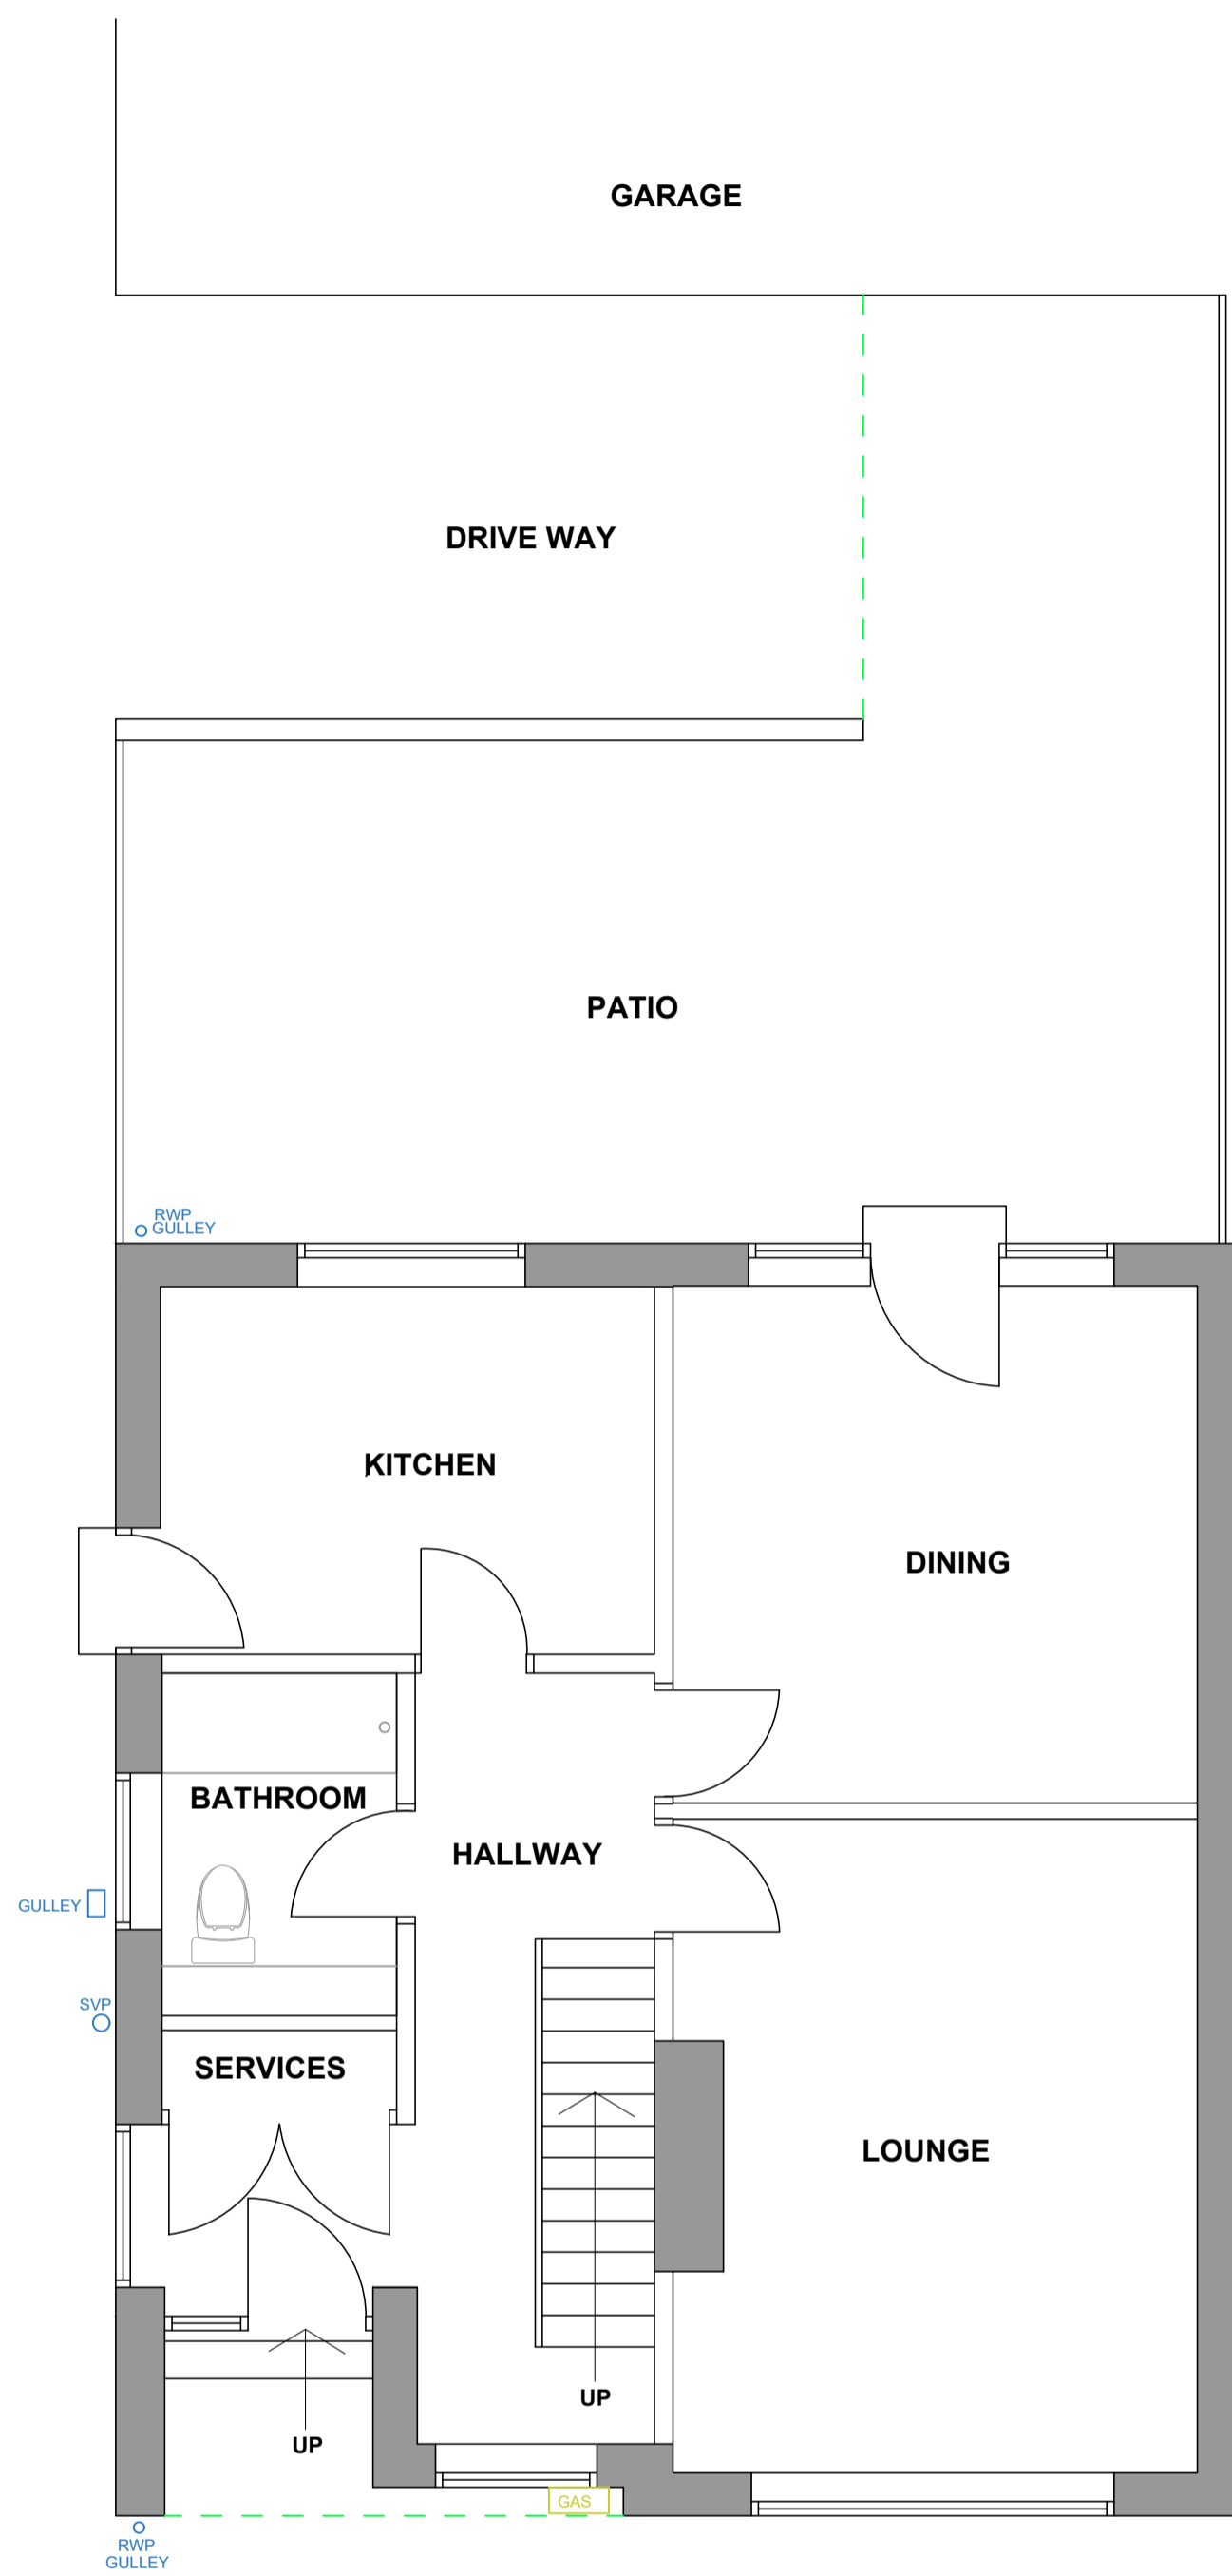 GARAGE
DRIVE WAY
PATIO
RWP
GULLEY
KITCHEN
DINING
BATHROOM
HALLWAY
GULLEY
SVP
SERVICES
LOUNGE
UP
UP
GAS
RWP
GULLEY